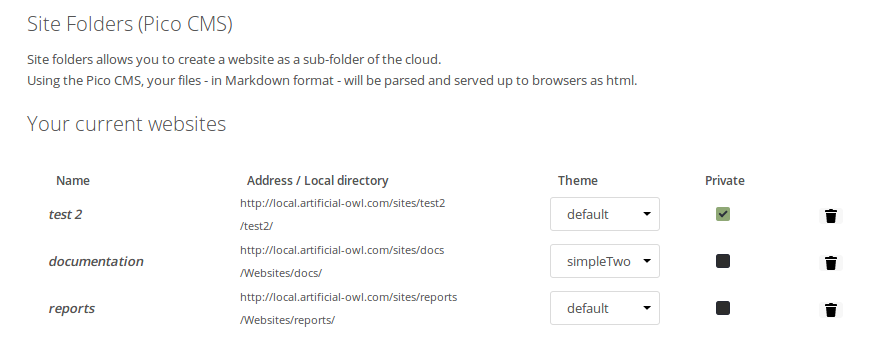 Site Folders (Pico CMS)
Site folders allows you to create a website as a sub-folder of the cloud.
Using the Pico CMS, your files - in Markdown format - will be parsed and served up to browsers as html.
Your current websites
Name Address / Local directory Theme Private
test 2 http://local.artificial-owl.com/sites/test2 default
/test2/
documentation http://local.artificial-owl.com/sites/docs simpleTwo
/Websites/docs/
reports http://local.artificial-owl.com/sites/reports default
/Websites/reports/